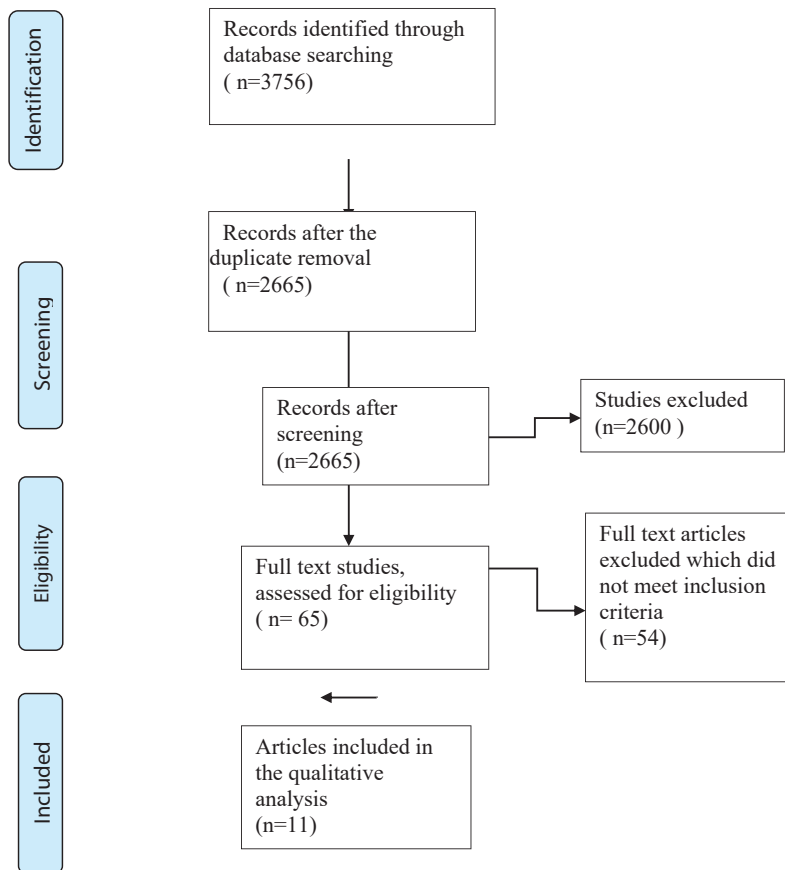 Identification
Records identified through
database searching
( n=3756)
Records after the
duplicate removal
( n=2665)
Screening
Records after
screening
(n=2665)
Studies excluded
(n=2600 )
Eligibility
Full text studies,
assessed for eligibility
( n= 65)
Full text articles
excluded which did
not meet inclusion
criteria
( n=54)
Included
Articles included in
the qualitative
analysis
(n=11)